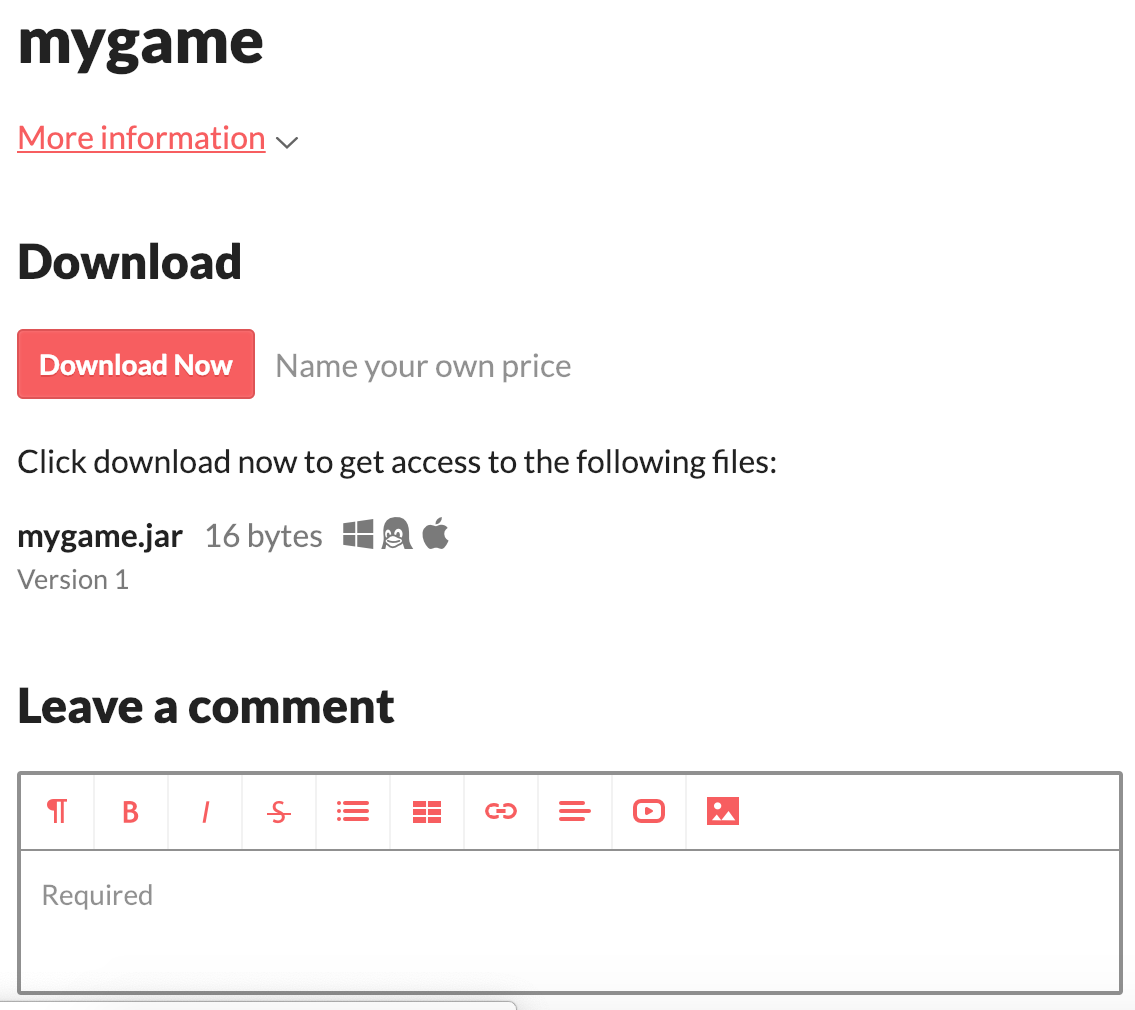 mygame
More information
Download
Download Now Name your own price
Click download now to get access to the following files:
mygame.jar 16 bytes
Version 1
Leave a comment
¶ B I S
Required